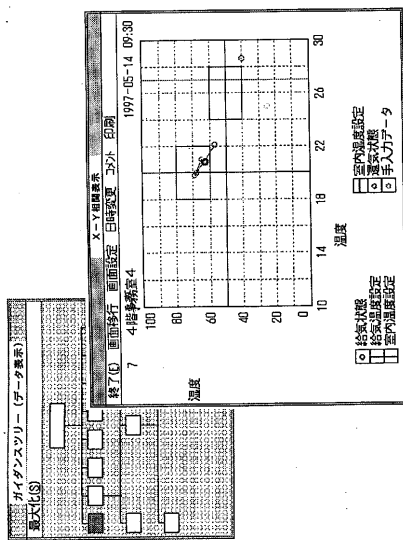 ガイダンスツリー (データ表示)
最大化(S)
X－Y相関表示
終了(E) 画面移行 画面設定 日時変更 コメント 印刷
7 4階事務室4 1997-05-14 09:30
湿度
100
80
60
40
20
0
10 14 18 22 26 30
温度
給気状態
給気温度設定
室内温度設定
室内湿度設定
還気状態
手入力データ